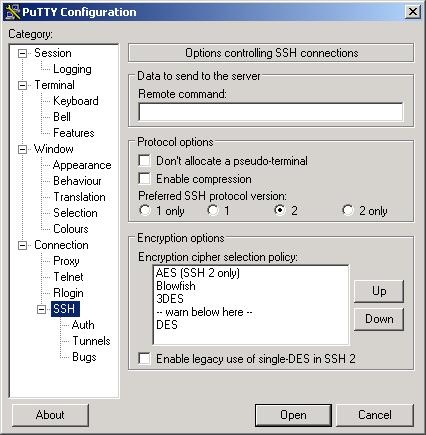 PuTTY Configuration
Category:
Session
Logging
Terminal
Keyboard
Bell
Features
Window
Appearance
Behaviour
Translation
Selection
Colours
Connection
Proxy
Telnet
Rlogin
SSH
Auth
Tunnels
Bugs
Options controlling SSH connections
Data to send to the server
Remote command:
Protocol options
Don't allocate a pseudo-terminal
Enable compression
Preferred SSH protocol version:
1 only 1 2 2 only
Encryption options
Encryption cipher selection policy:
AES (SSH 2 only)
Blowfish
3DES
-- warn below here --
DES
Up
Down
Enable legacy use of single-DES in SSH 2
About Open Cancel